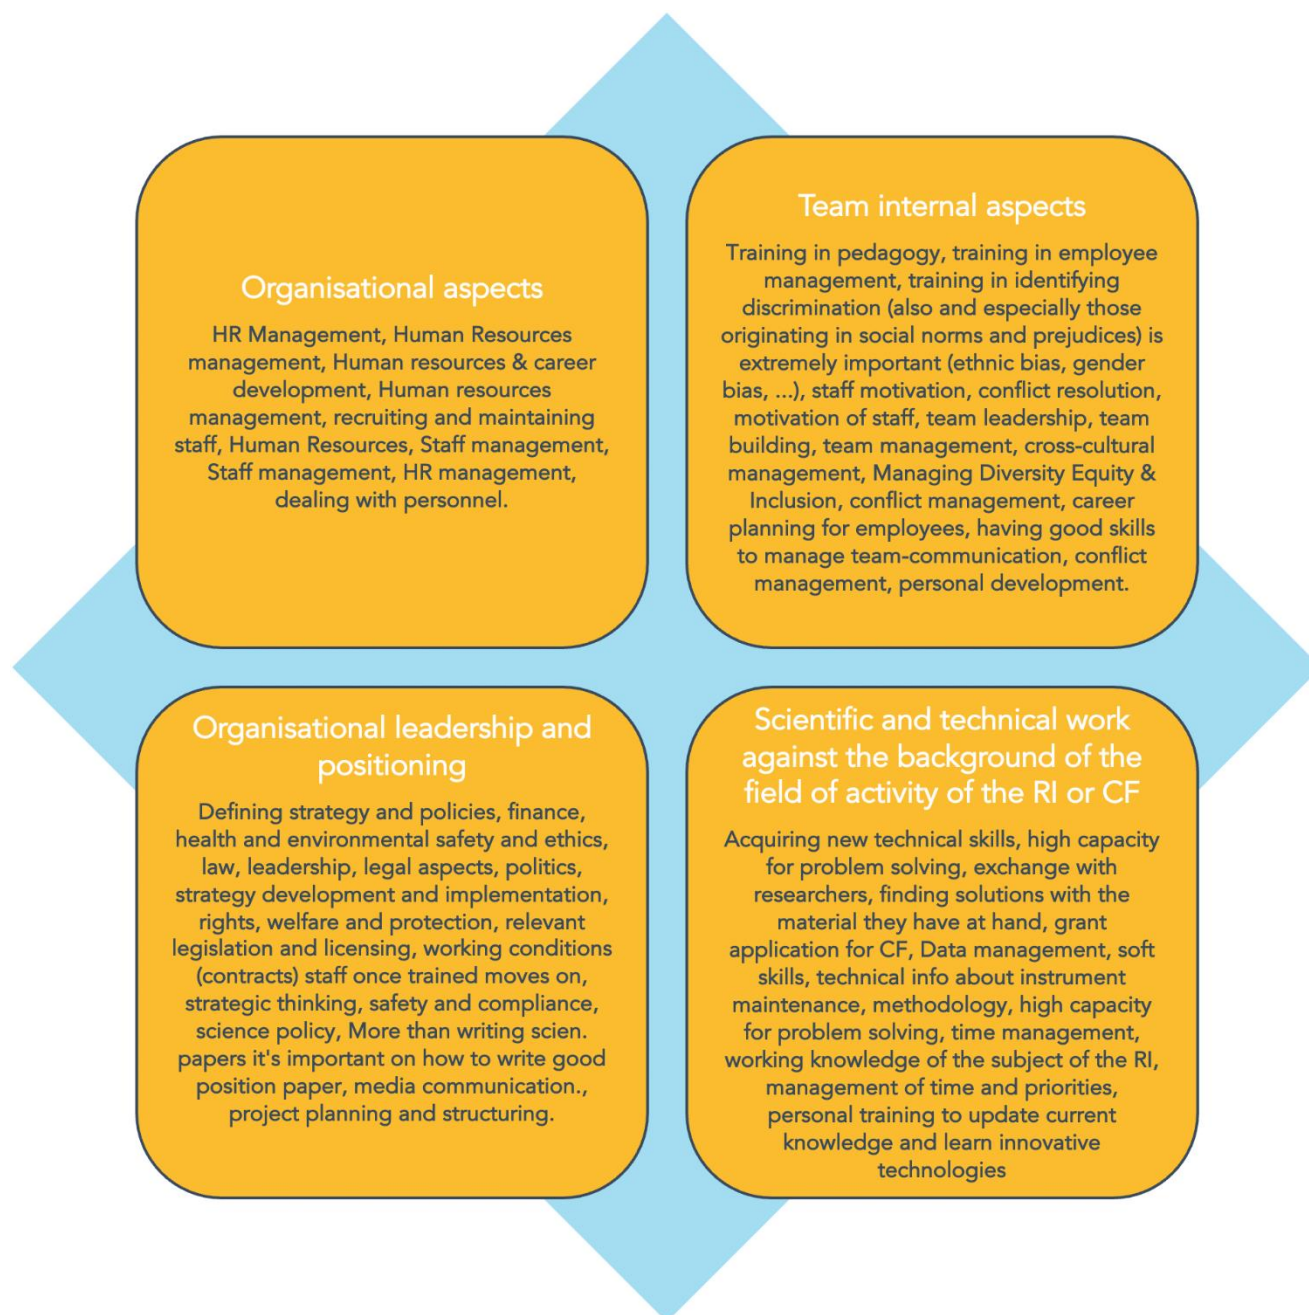 Organisational aspects
HR Management, Human Resources
management, Human resources & career
development, Human resources
management, recruiting and maintaining
staff, Human Resources, Staff management,
Staff management, HR management,
dealing with personnel.
Team internal aspects
Training in pedagogy, training in employee
management, training in identifying
discrimination (also and especially those
originating in social norms and prejudices) is
extremely important (ethnic bias, gender
bias, ...), staff motivation, conflict resolution,
motivation of staff, team leadership, team
building, team management, cross-cultural
management, Managing Diversity Equity &
Inclusion, conflict management, career
planning for employees, having good skills
to manage team-communication, conflict
management, personal development.
Organisational leadership and
positioning
Defining strategy and policies, finance,
health and environmental safety and ethics,
law, leadership, legal aspects, politics,
strategy development and implementation,
rights, welfare and protection, relevant
legislation and licensing, working conditions
(contracts) staff once trained moves on,
strategic thinking, safety and compliance,
science policy, More than writing scien.
papers it's important on how to write good
position paper, media communication.,
project planning and structuring.
Scientific and technical work
against the background of the
field of activity of the RI or CF
Acquiring new technical skills, high capacity
for problem solving, exchange with
researchers, finding solutions with the
material they have at hand, grant
application for CF, Data management, soft
skills, technical info about instrument
maintenance, methodology, high capacity
for problem solving, time management,
working knowledge of the subject of the RI,
management of time and priorities,
personal training to update current
knowledge and learn innovative
technologies